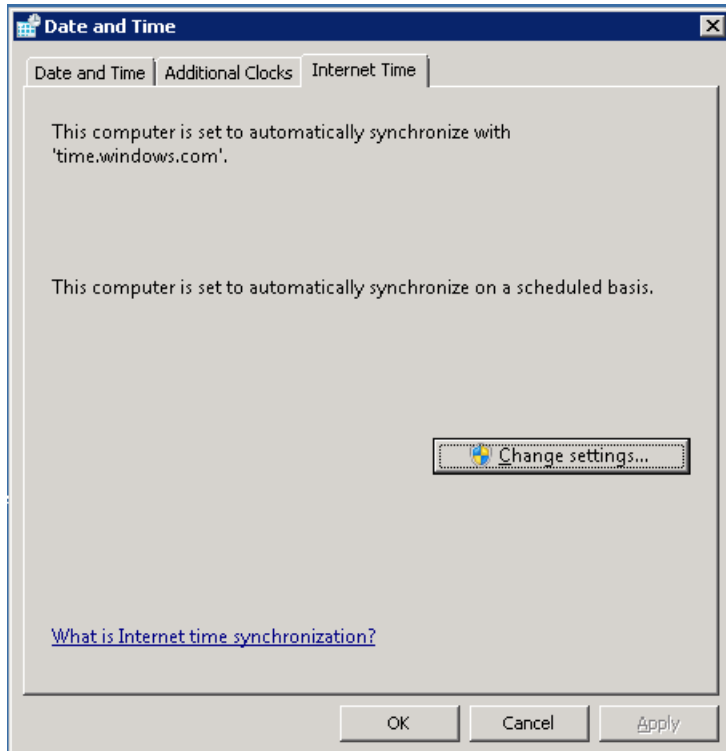 Date and Time
Date and Time Additional Clocks Internet Time
This computer is set to automatically synchronize with
'time.windows.com'.
This computer is set to automatically synchronize on a scheduled basis.
Change settings...
What is Internet time synchronization?
OK Cancel Apply